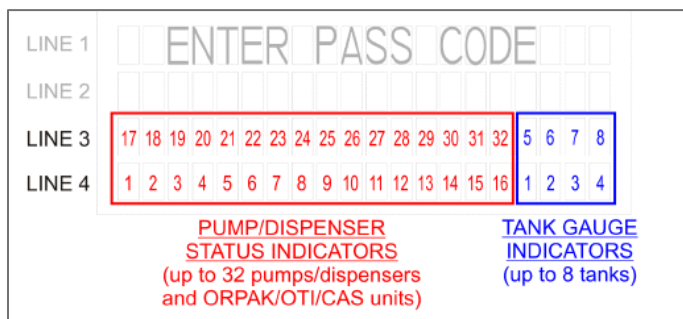 LINE 1 ENTER PASS CODE
LINE 2
LINE 3 17 18 19 20 21 22 23 24 25 26 27 28 29 30 31 32 5 6 7 8
LINE 4 1 2 3 4 5 6 7 8 9 10 11 12 13 14 15 16 1 2 3 4
PUMP/DISPENSER
STATUS INDICATORS
(up to 32 pumps/dispensers
and ORPAK/OTI/CAS units)
TANK GAUGE
INDICATORS
(up to 8 tanks)